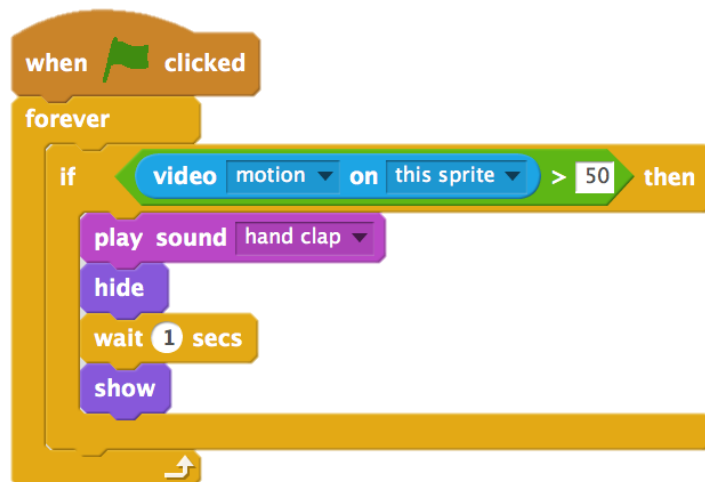 when clicked
forever
if video motion on this sprite > 50 then
play sound hand clap
hide
wait 1 secs
show